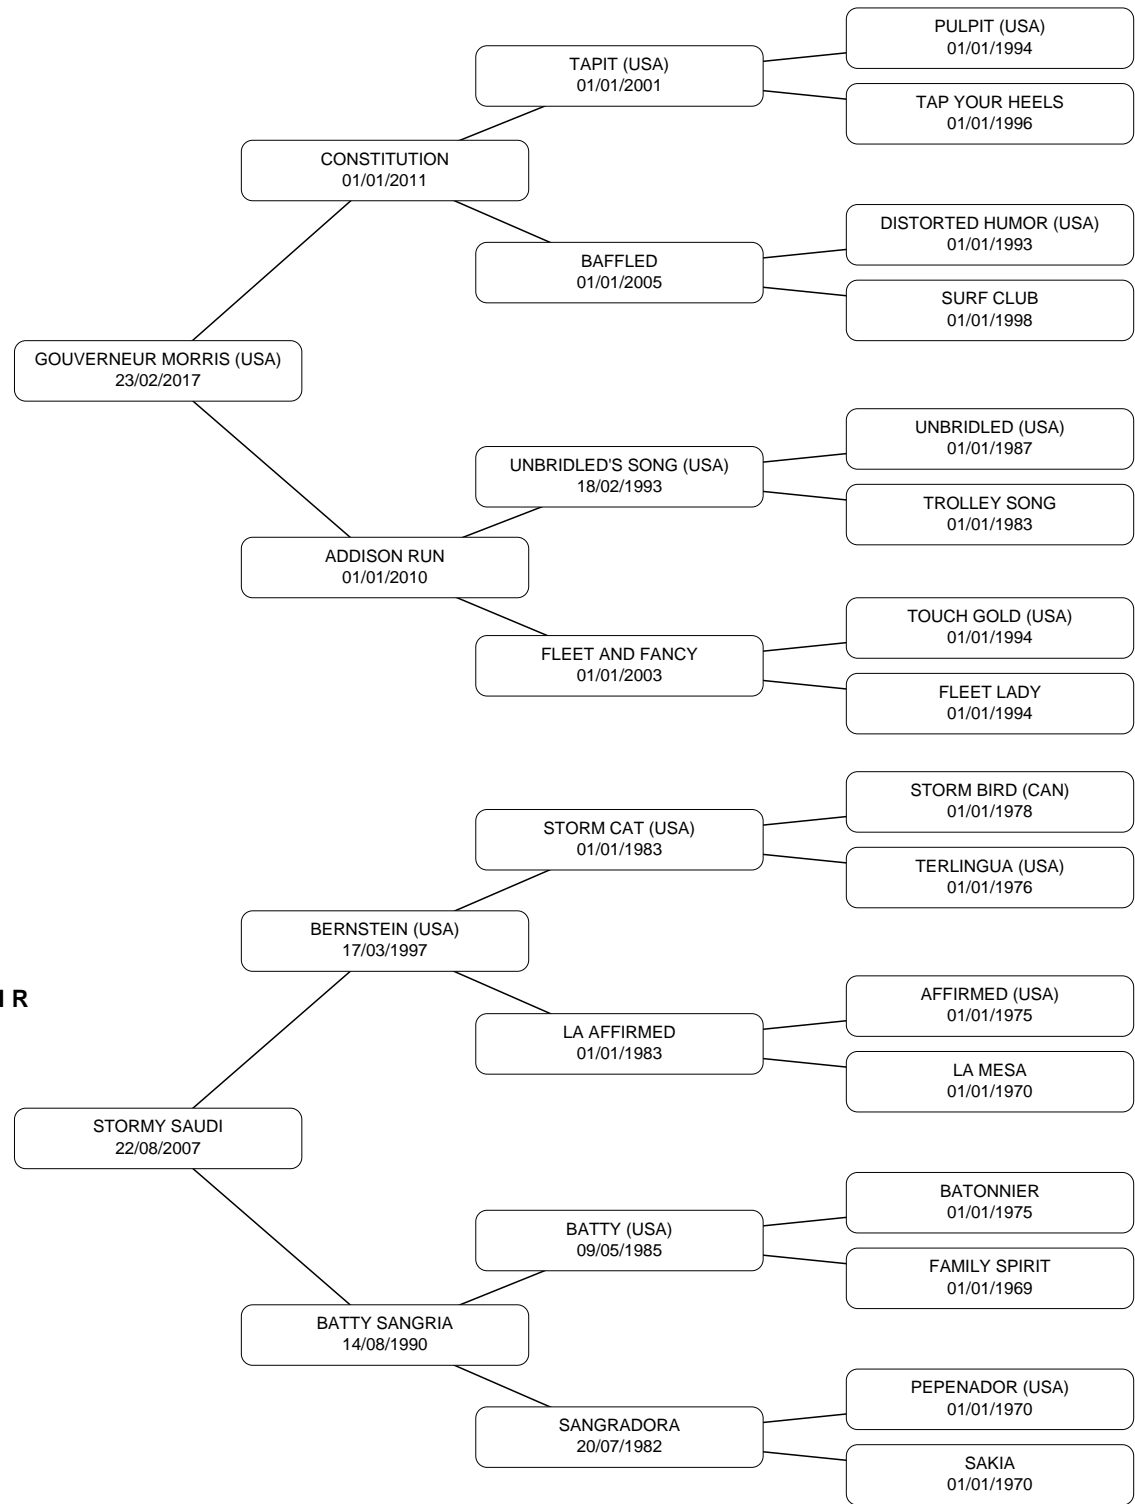 PULPIT (USA)
01/01/1994
TAPIT (USA)
01/01/2001
TAP YOUR HEELS
01/01/1996
CONSTITUTION
01/01/2011
DISTORTED HUMOR (USA)
01/01/1993
BAFFLED
01/01/2005
SURF CLUB
01/01/1998
GOUVERNEUR MORRIS (USA)
23/02/2017
UNBRIDLED (USA)
01/01/1987
UNBRIDLED'S SONG (USA)
18/02/1993
TROLLEY SONG
01/01/1983
ADDISON RUN
01/01/2010
TOUCH GOLD (USA)
01/01/1994
FLEET AND FANCY
01/01/2003
FLEET LADY
01/01/1994
STORM BIRD (CAN)
01/01/1978
STORM CAT (USA)
01/01/1983
TERLINGUA (USA)
01/01/1976
BERNSTEIN (USA)
17/03/1997
AFFIRMED (USA)
01/01/1975
R
LA AFFIRMED
01/01/1983
LA MESA
01/01/1970
STORMY SAUDI
22/08/2007
BATONNIER
01/01/1975
BATTY (USA)
09/05/1985
FAMILY SPIRIT
01/01/1969
BATTY SANGRIA
14/08/1990
PEPENADOR (USA)
01/01/1970
SANGRADORA
20/07/1982
SAKIA
01/01/1970